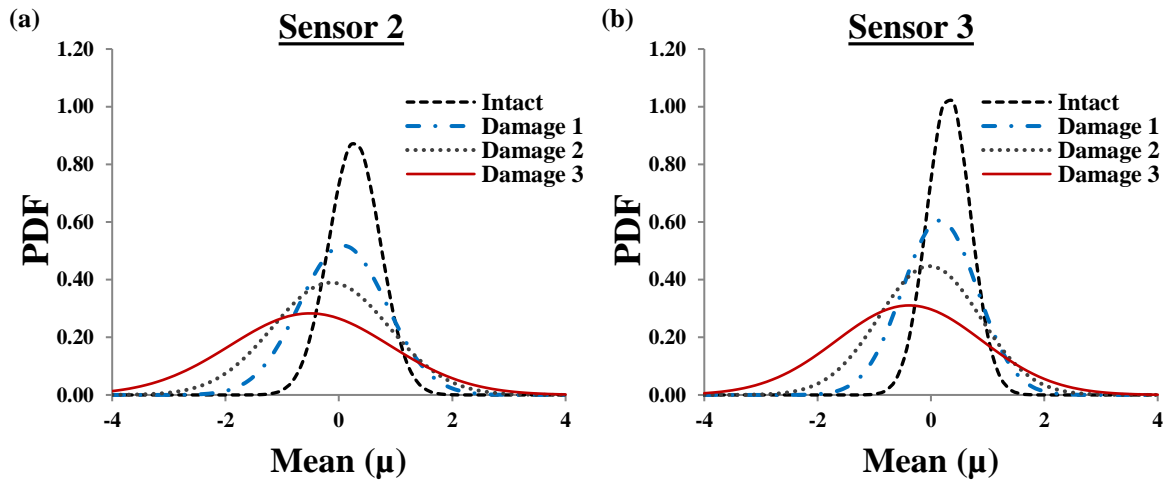 (a)
Sensor 2
1.20
1.00
0.80
0.60
0.40
0.20
0.00
PDF
-4
-2
0
2
4
Mean (μ)
Intact
Damage 1
Damage 2
Damage 3
(b)
Sensor 3
1.20
1.00
0.80
0.60
0.40
0.20
0.00
PDF
-4
-2
0
2
4
Mean (μ)
Intact
Damage 1
Damage 2
Damage 3